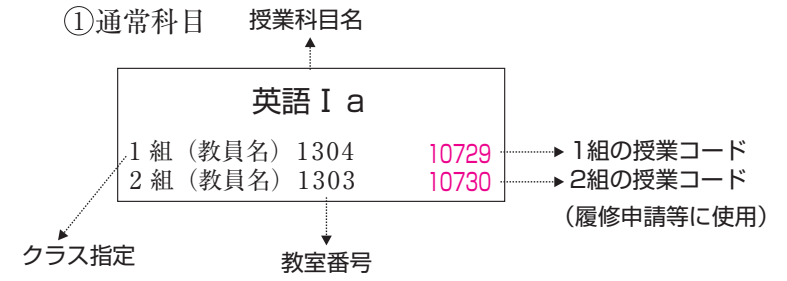 ①通常科目 授業科目名
英語Ⅰa
1組（教員名）1304 10729 1組の授業コード
2組（教員名）1303 10730 2組の授業コード
（履修申請等に使用）
クラス指定 教室番号